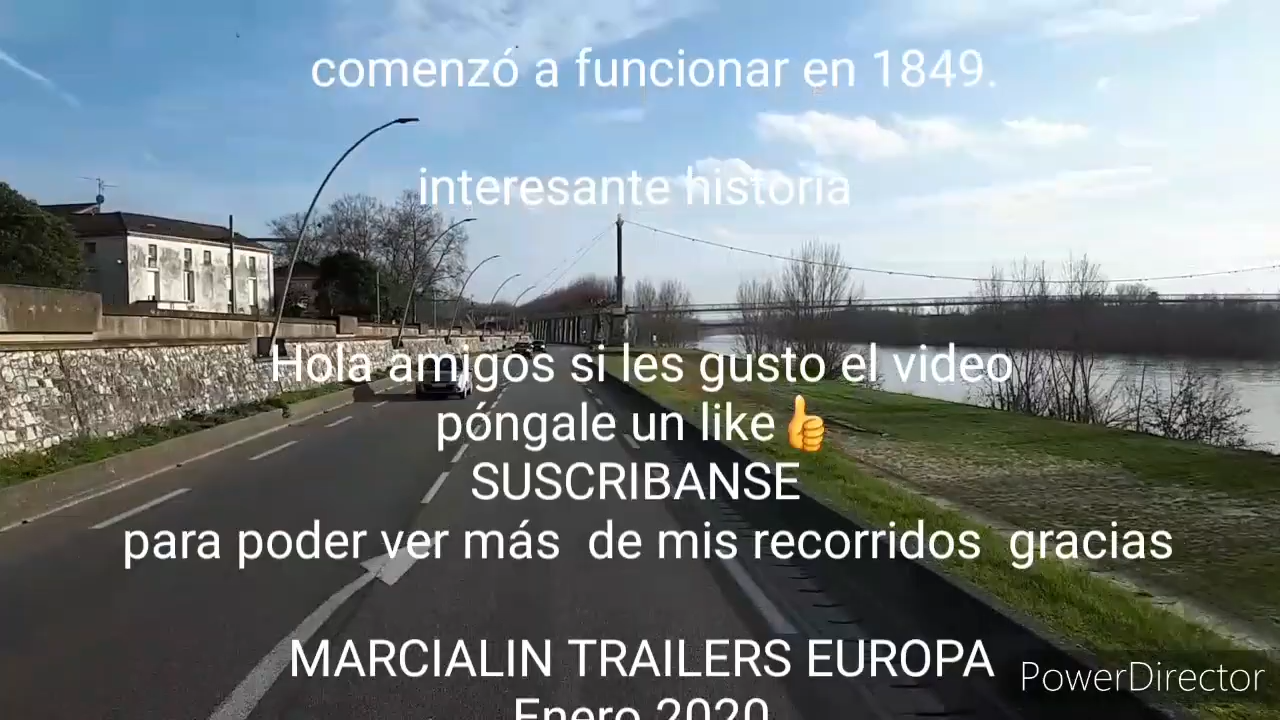 comenzó a funcionar en 1849.
interesante historia
Hola amigos si les gusto el video
póngale un like👍
SUSCRIBANSE
para poder ver más  de mis recorridos  gracias
MARCIALIN TRAILERS EUROPA
PowerDirector
Enero 2020